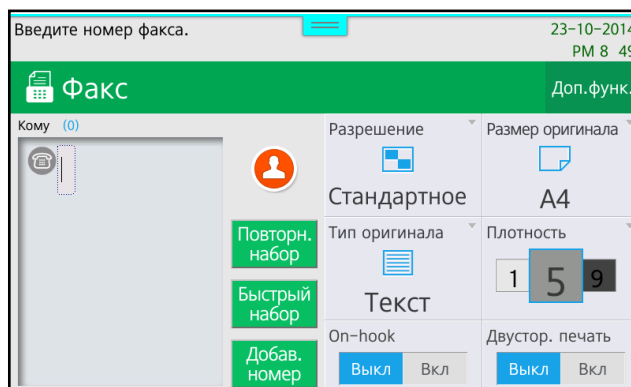 Введите номер факса.
23-10-2014
PM 8 49
Факс
Доп.функ.
Кому (0)
Повторн.
набор
Быстрый
набор
Добав.
номер
Разрешение
Стандартное
Размер оригинала
A4
Тип оригинала
Текст
Плотность
1 5 9
On-hook
Выкл Вкл
Двустор. печать
Выкл Вкл